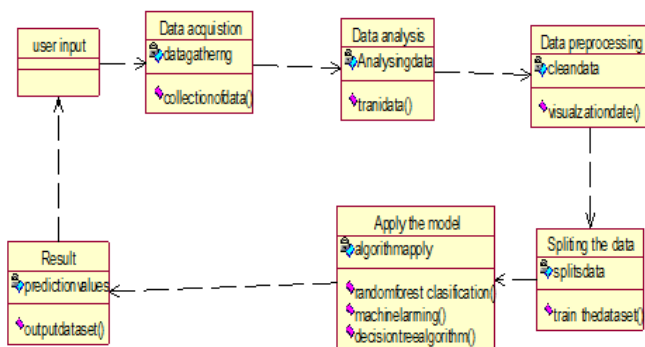 user input
Data acquistion
datagatherng
collectionofdata()
Data analysis
Analysingdata
tranidata()
Data preprocessing
cleandata
visualzationdate()
Spliting the data
splitsdata
train thedataset()
Apply the model
algorithmapply
randomforest clasification()
machinelarming()
decisiontreealgorithm()
Result
predictionvalues
outputdataset()